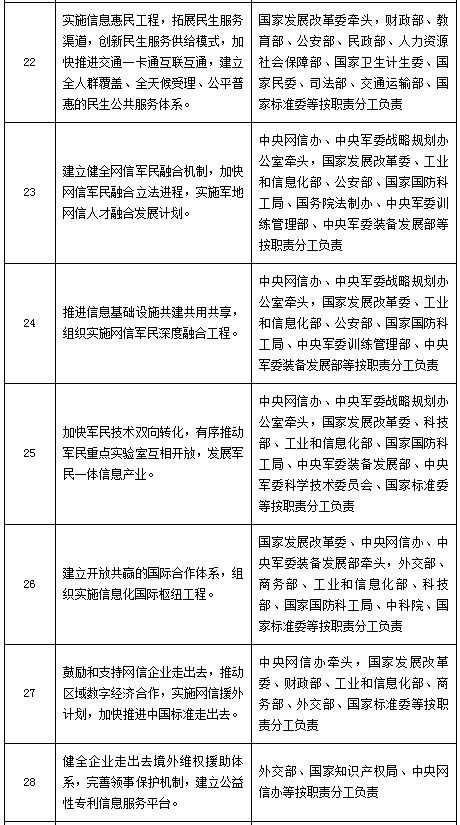 22
实施信息惠民工程，拓展民生服务
渠道，创新民生服务供给模式，加
快推进交通一卡通互联互通，建立
全人群覆盖、全天候受理、公平普
惠的民生公共服务体系。
国家发展改革委牵头，财政部、教
育部、公安部、民政部、人力资源
社会保障部、国家卫生计生委、国
家民委、司法部、交通运输部、国
家标准委等按职责分工负责
23
建立健全网信军民融合机制，加快
网信军民融合立法进程，实施军地
网信人才融合发展计划。
中央网信办、中央军委战略规划办
公室牵头，国家发展改革委、工业
和信息化部、公安部、国家国防科
工局、国务院法制办、中央军委训
练管理部、中央军委装备发展部等
按职责分工负责
24
推进信息基础设施共建共用共享，
组织实施网信军民深度融合工程。
中央网信办、中央军委战略规划办
公室牵头，国家发展改革委、工业
和信息化部、公安部、国家国防科
工局、中央军委训练管理部、中央
军委装备发展部等按职责分工负责
25
加快军民技术双向转化，有序推动
军民重点实验室互相开放，发展军
民一体信息产业。
中央网信办、中央军委战略规划办
公室牵头，国家发展改革委、科技
部、工业和信息化部、国家国防科
工局、中央军委装备发展部、中央
军委科学技术委员会、国家标准委
等按职责分工负责
26
建立开放共赢的国际合作体系，组
织实施信息化国际枢纽工程。
国家发展改革委、中央网信办、中
央军委装备发展部牵头，外交部、
商务部、工业和信息化部、科技
部、国家国防科工局、中科院、国
家标准委等按职责分工负责
27
鼓励和支持网信企业走出去，推动
区域数字经济合作，实施网信援外
计划，加快推进中国标准走出去。
中央网信办牵头，国家发展改革
委、财政部、工业和信息化部、商
务部、外交部、国家标准委等按职
责分工负责
28
健全企业走出去境外维权援助体
系，完善领事保护机制，建立公益
性专利信息服务平台。
外交部、国家知识产权局、中央网
信办等按职责分工负责